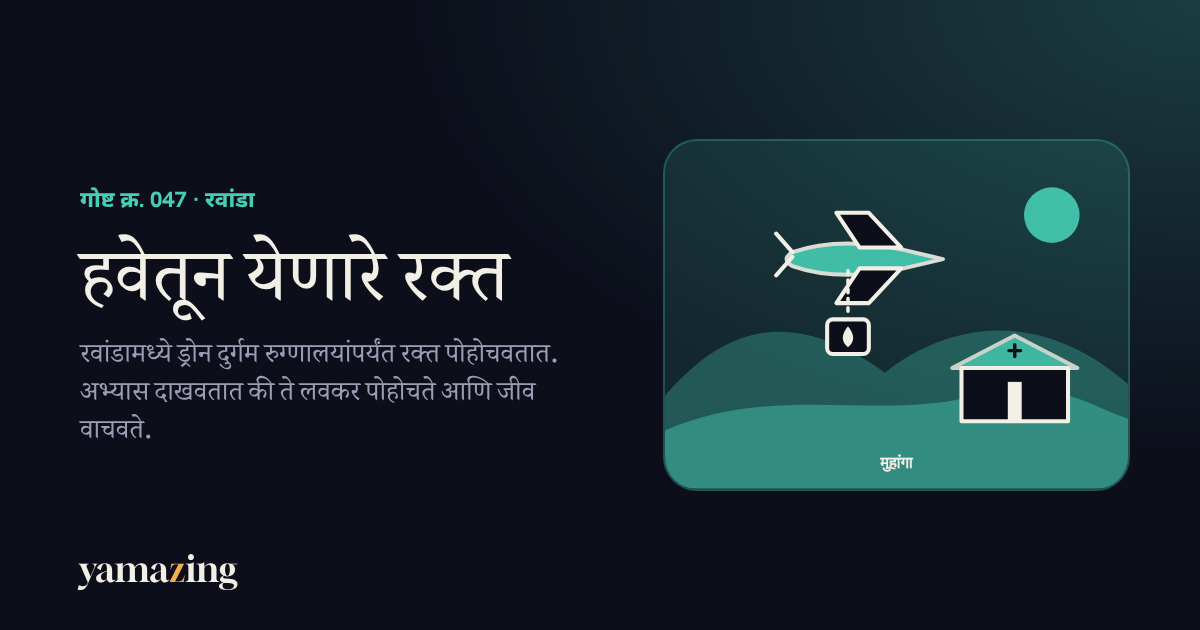 गोष्ट क्र. 047 · रवांडा
हवेतून येणारे रक्त
रवांडामध्ये ड्रोन दुर्गम रुग्णालयांपर्यंत रक्त पोहोचवतात.
अभ्यास दाखवतात की ते लवकर पोहोचते आणि जीव
वाचवते.
मुहांगा
yamazing